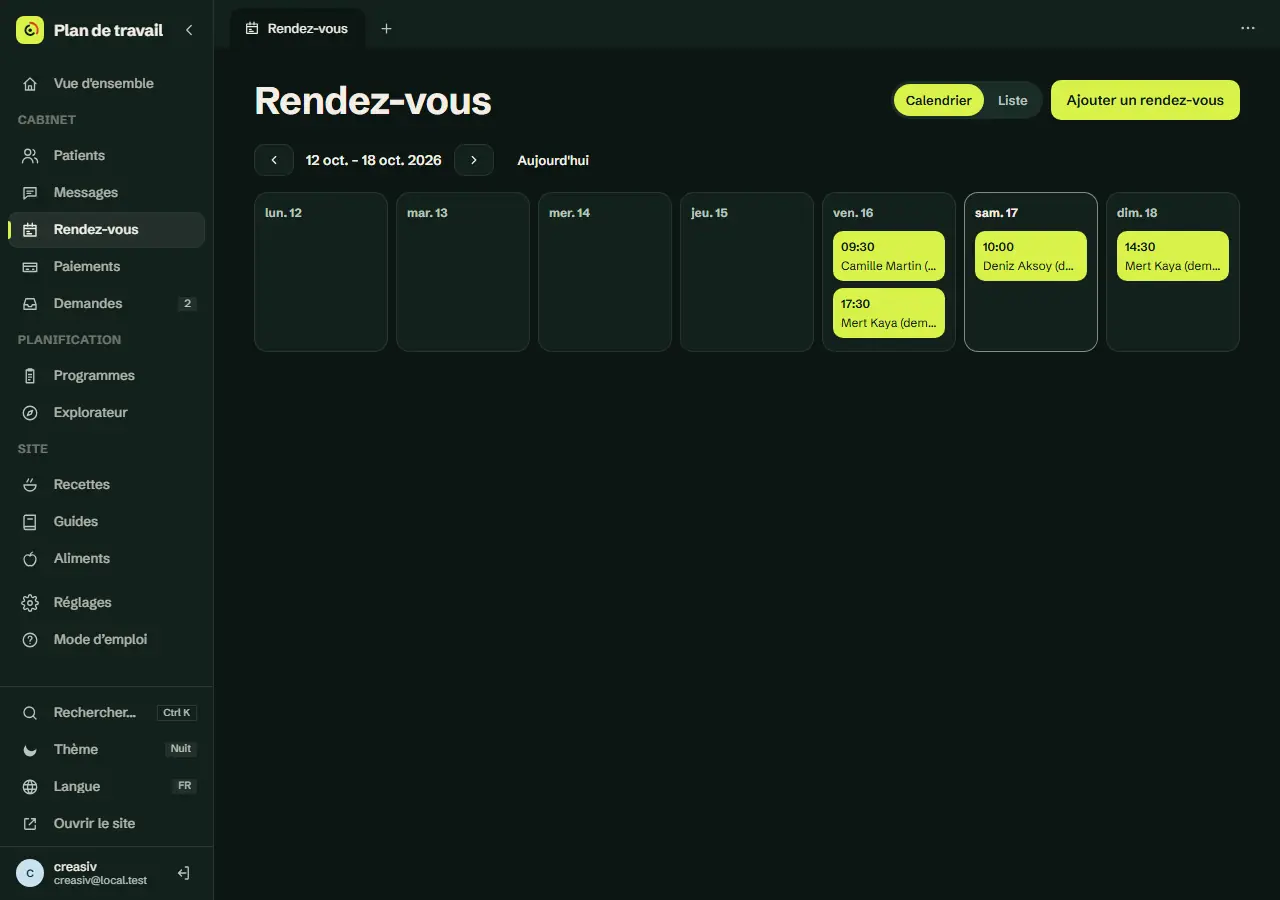 Plan de travail
Vue d'ensemble
CABINET
Patients
Messages
Rendez-vous
Paiements
Demandes 2
PLANIFICATION
Programmes
Explorateur
SITE
Recettes
Guides
Aliments
Réglages
Mode d'emploi
Rechercher... Ctrl K
Thème Nuit
Langue FR
Ouvrir le site
C
creasiv
creasiv@local.test
Rendez-vous
Rendez-vous
Calendrier Liste
Ajouter un rendez-vous
12 oct. – 18 oct. 2026
Aujourd'hui
lun. 12
mar. 13
mer. 14
jeu. 15
ven. 16
09:30
Camille Martin (...
17:30
Mert Kaya (dem...
sam. 17
10:00
Deniz Aksoy (d...
dim. 18
14:30
Mert Kaya (dem...